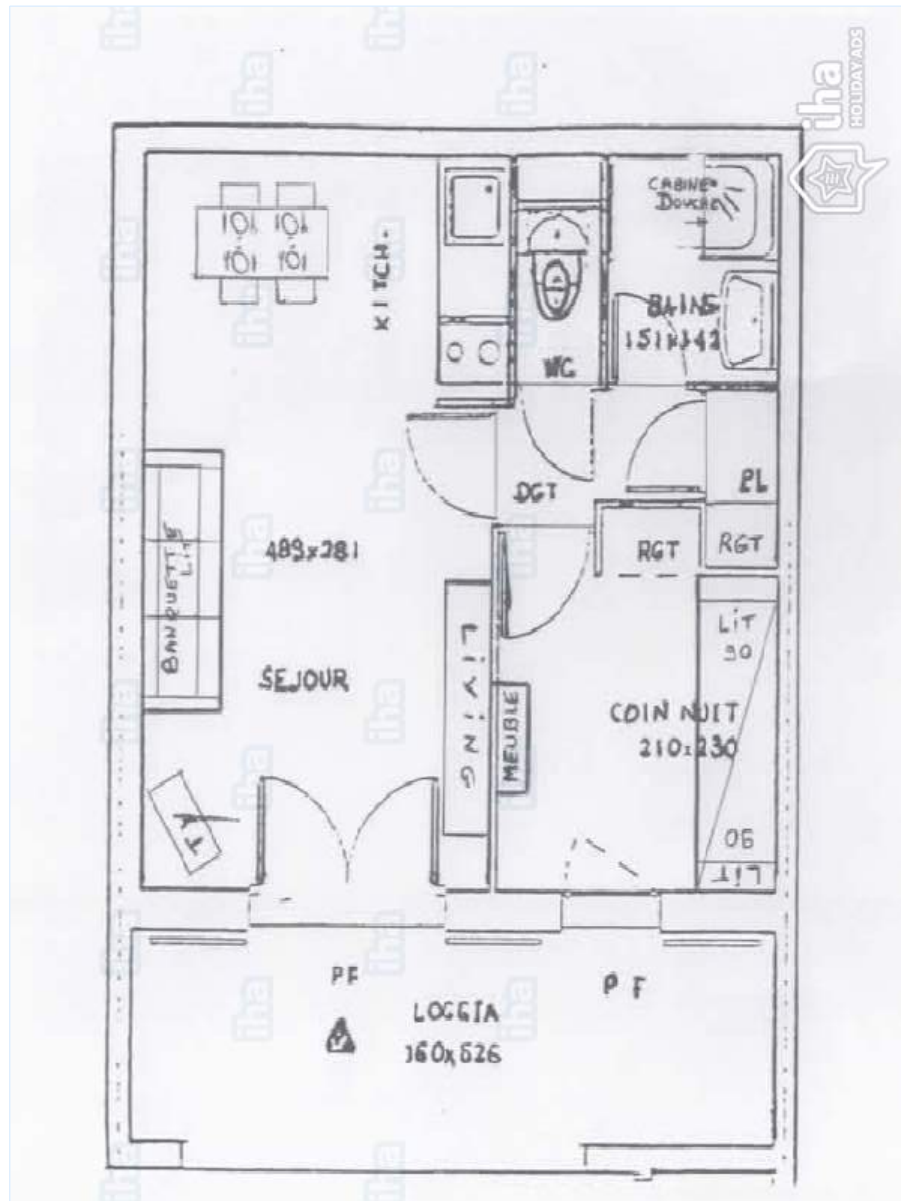 iha
HOLIDAY ADS
CABINE
DOUCHE
KITCH.
BAINS
151x142
WC
DGT
PL
RGT
RGT
BANQUETTE
LIT
489x281
LIT
90
SEJOUR
LIVING
MEUBLE
COIN NUIT
210x230
TV
90
LIT
PF
PF
LOGGIA
160x626